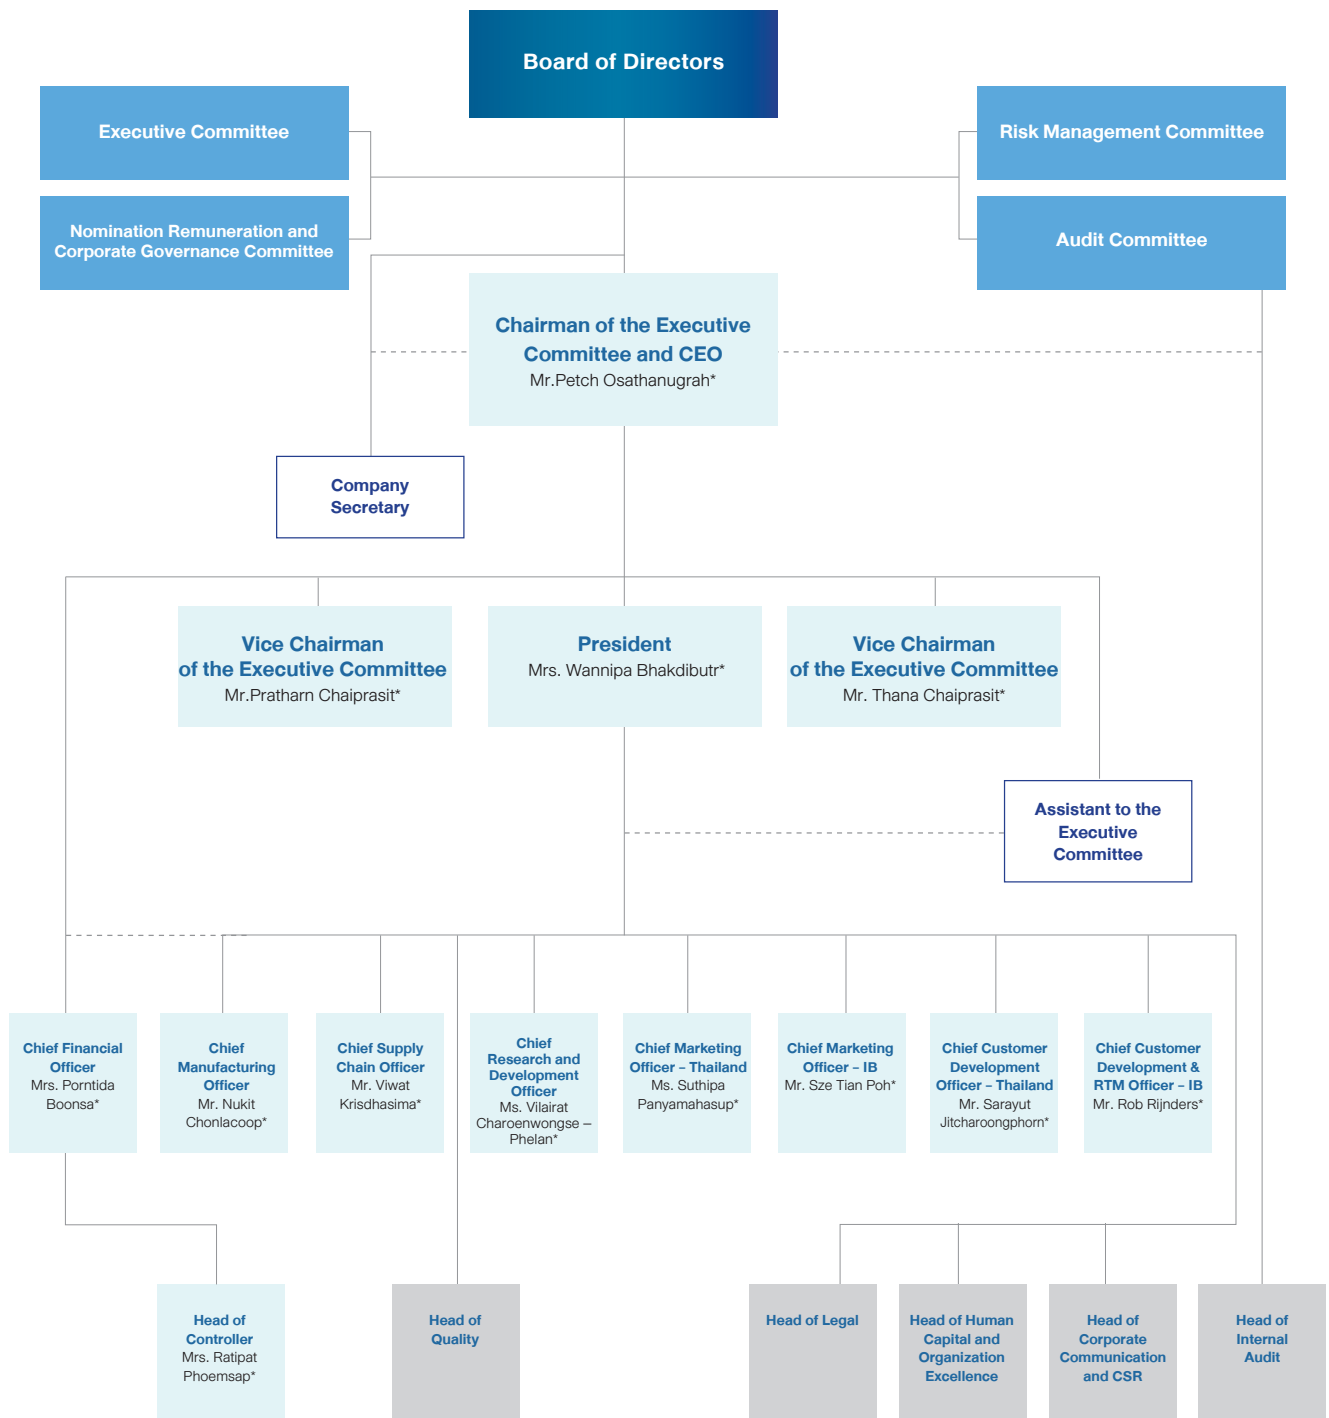 Board of Directors
Executive Committee
Risk Management Committee
Nomination Remuneration and
Corporate Governance Committee
Audit Committee
Chairman of the Executive
Committee and CEO
Mr.Petch Osathanugrah*
Company
Secretary
Vice Chairman
of the Executive Committee
Mr.Pratharn Chaiprasit*
President
Mrs. Wannipa Bhakdibutr*
Vice Chairman
of the Executive Committee
Mr. Thana Chaiprasit*
Assistant to the
Executive
Committee
Chief Financial
Officer
Mrs. Porntida
Boonsa*
Chief
Manufacturing
Officer
Mr. Nukit
Chonlacoop*
Chief Supply
Chain Officer
Mr. Viwat
Krisdhasima*
Chief
Research and
Development
Officer
Ms. Vilairat
Charoenwongse –
Phelan*
Chief Marketing
Officer – Thailand
Ms. Suthipa
Panyamahasup*
Chief Marketing
Officer – IB
Mr. Sze Tian Poh*
Chief Customer
Development
Officer – Thailand
Mr. Sarayut
Jitcharoongphorn*
Chief Customer
Development &
RTM Officer – IB
Mr. Rob Rijnders*
Head of
Controller
Mrs. Ratipat
Phoemsap*
Head of
Quality
Head of Legal
Head of Human
Capital and
Organization
Excellence
Head of
Corporate
Communication
and CSR
Head of
Internal
Audit